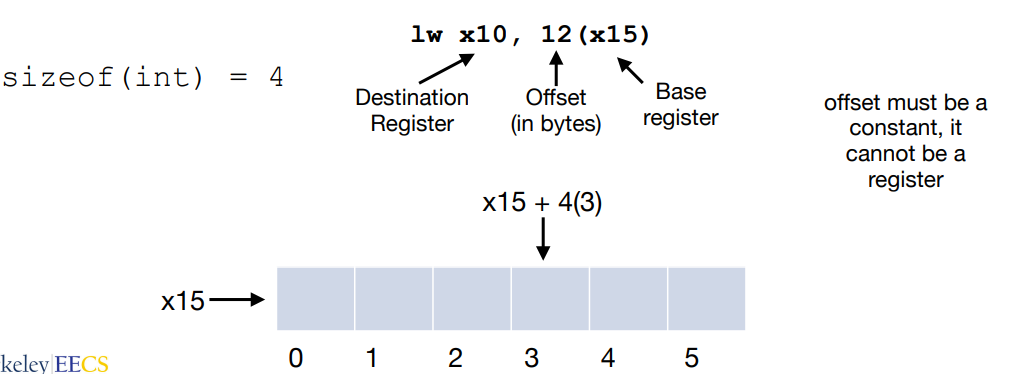 lw x10, 12(x15)
sizeof(int) = 4
Destination
Register
Offset
(in bytes)
Base
register
offset must be a
constant, it
cannot be a
register
x15 + 4(3)
x15
0 1 2 3 4 5
keley|EECS